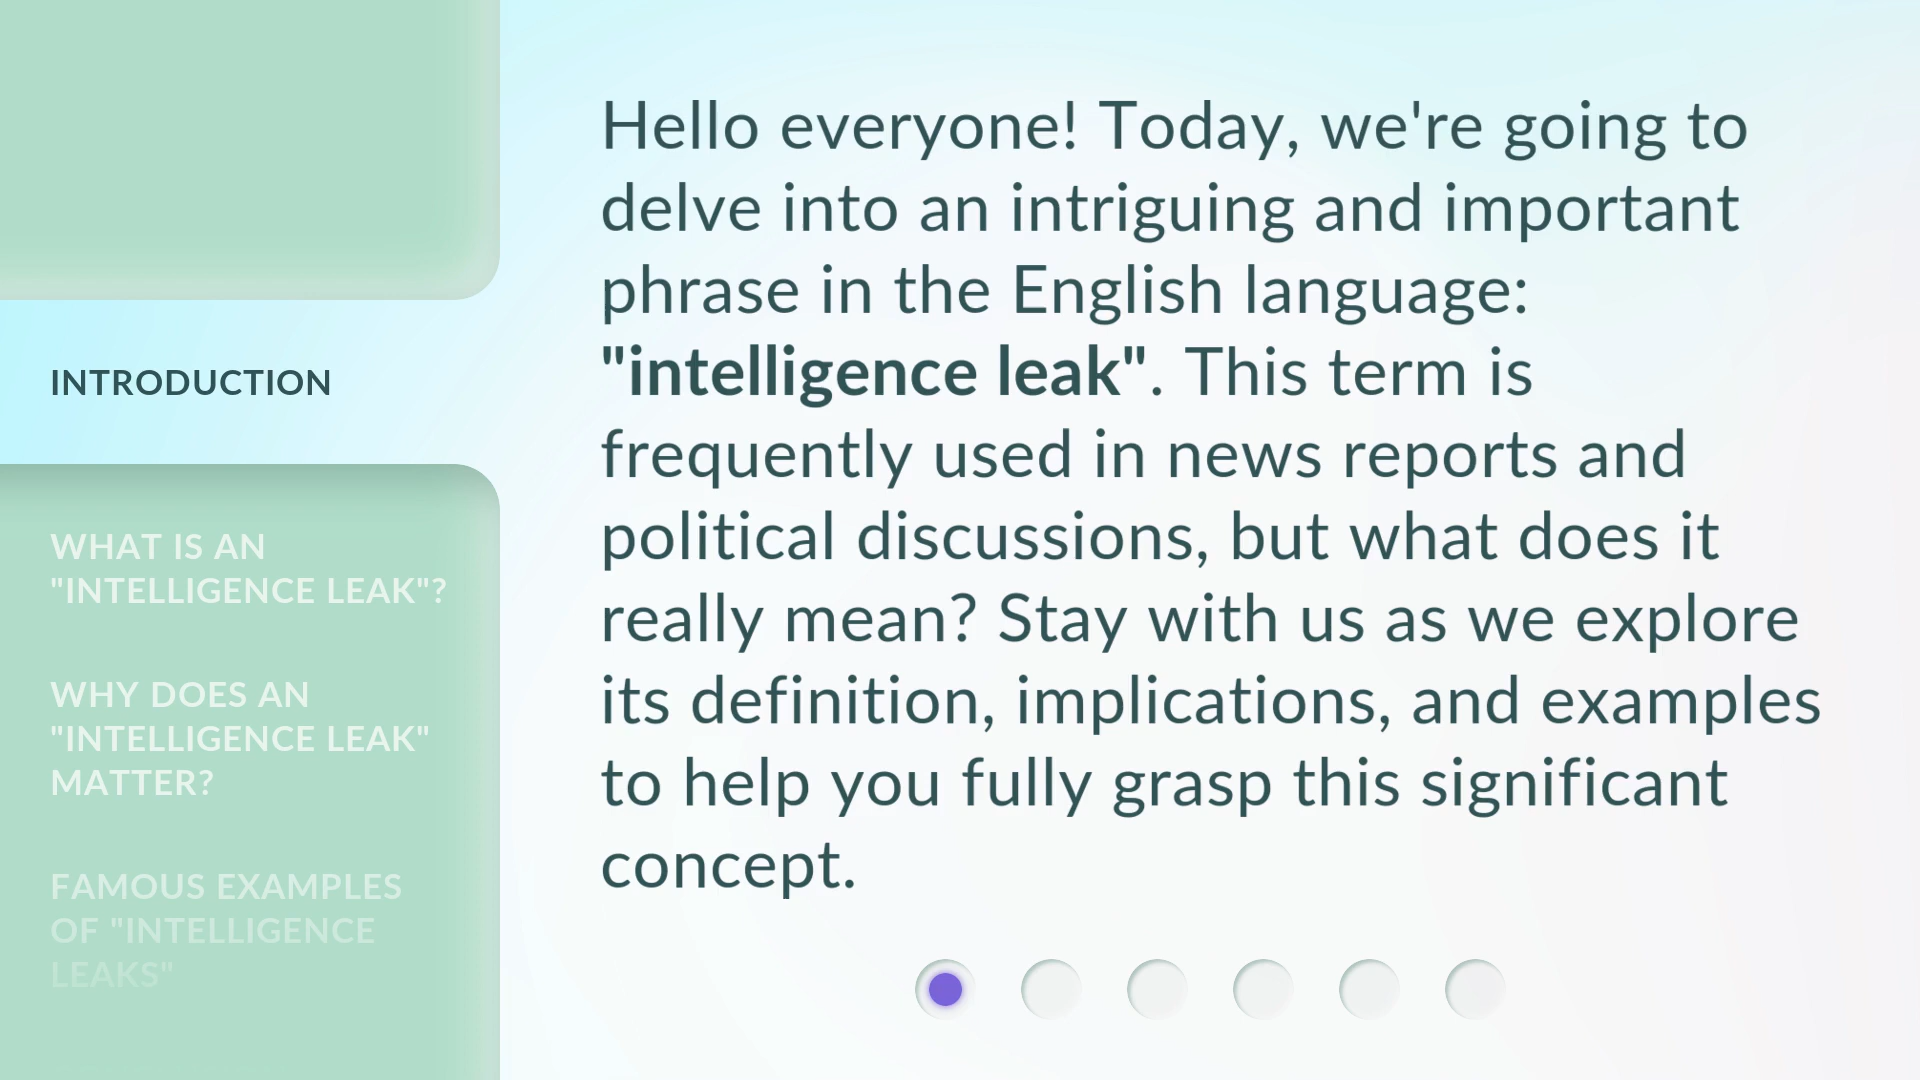 INTRODUCTION
WHAT IS AN
"INTELLIGENCE LEAK"?
WHY DOES AN
"INTELLIGENCE LEAK"
MATTER?
FAMOUS EXAMPLES
OF "INTELLIGENCE
LEAKS"
Hello everyone! Today, we're going to
delve into an intriguing and important
phrase in the English language:
"intelligence leak". This term is
frequently used in news reports and
political discussions, but what does it
really mean? Stay with us as we explore
its definition, implications, and examples
to help you fully grasp this significant
concept.